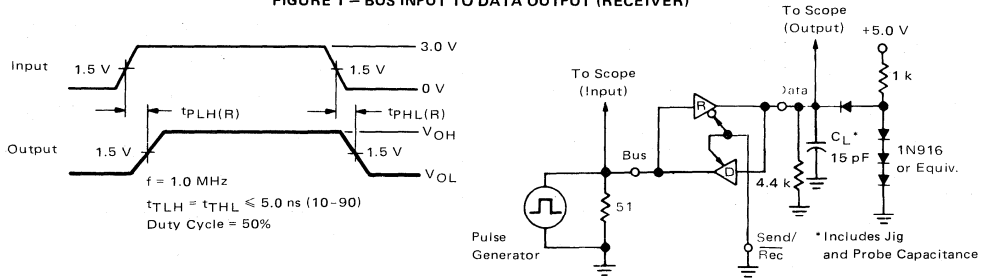 FIGURE 1 – BUS INPUT TO DATA OUTPUT (RECEIVER)
Input
1.5 V
1.5 V
3.0 V
0 V
tPLH(R)
tPHL(R)
Output
1.5 V
1.5 V
VOH
VOL
f = 1.0 MHz
tTLH = tTHL ≤ 5.0 ns (10-90)
Duty Cycle = 50%
To Scope
(Output)
+5.0 V
1 k
To Scope
(Input)
R
Data
Bus
D
CL*
15 pF
1N916
or Equiv.
4.4 k
51
Pulse
Generator
Send/
Rec
*Includes Jig
and Probe Capacitance